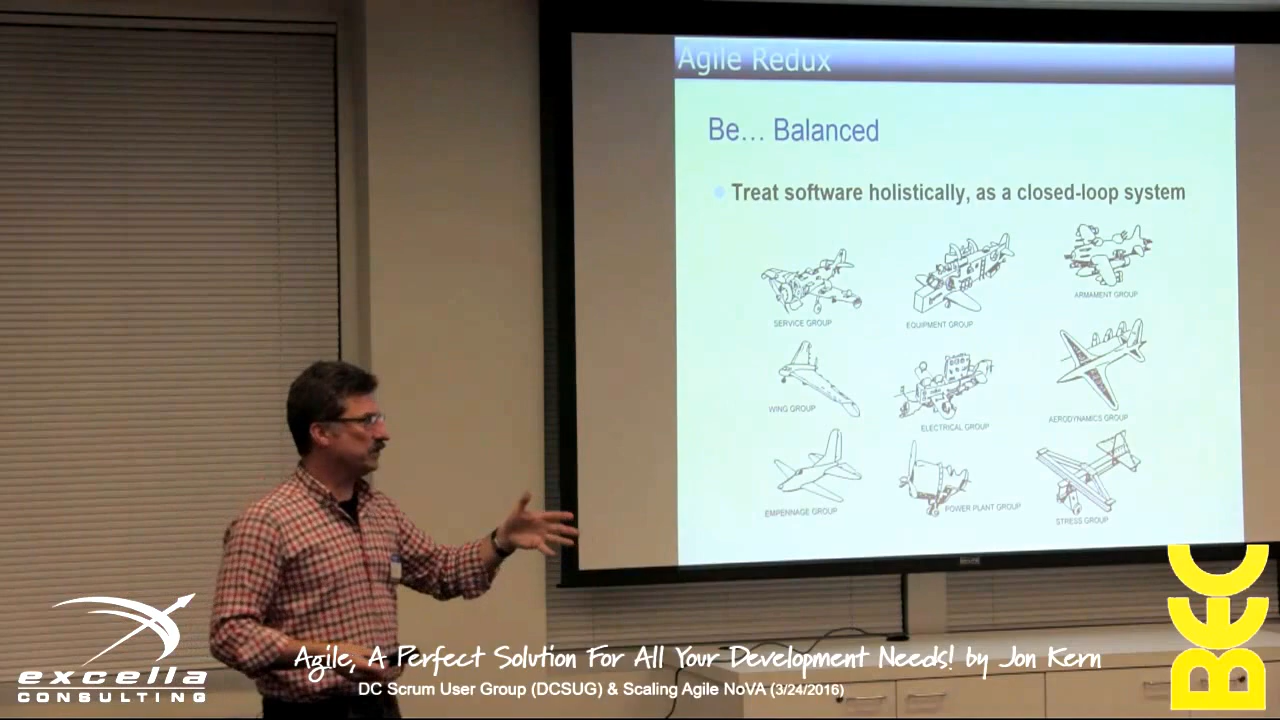 Agile Redux
Be... Balanced
Treat software holistically, as a closed-loop system
SERVICE GROUP
EQUIPMENT GROUP
ARMAMENT GROUP
WING GROUP
ELECTRICAL GROUP
AERODYNAMICS GROUP
EMPENNAGE GROUP
POWER PLANT GROUP
STRESS GROUP
excella
CONSULTING
Agile, A Perfect Solution For All Your Development Needs! by Jon Kern
DC Scrum User Group (DCSUG) & Scaling Agile NoVA (3/24/2016)
BEC